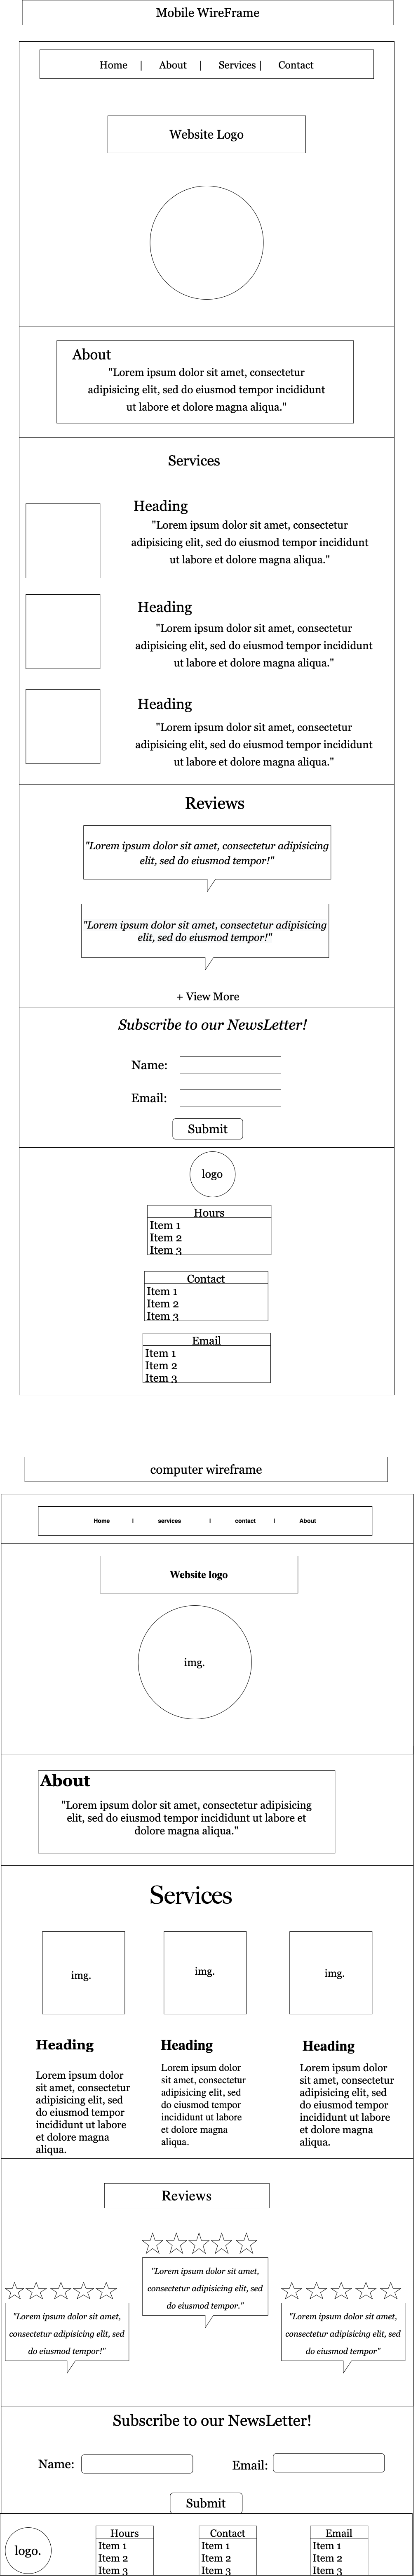 Mobile WireFrame
Home | About | Services | Contact
Website Logo
About
"Lorem ipsum dolor sit amet, consectetur
adipisicing elit, sed do eiusmod tempor incididunt
ut labore et dolore magna aliqua."
Services
Heading
"Lorem ipsum dolor sit amet, consectetur
adipisicing elit, sed do eiusmod tempor incididunt
ut labore et dolore magna aliqua."
Heading
"Lorem ipsum dolor sit amet, consectetur
adipisicing elit, sed do eiusmod tempor incididunt
ut labore et dolore magna aliqua."
Heading
"Lorem ipsum dolor sit amet, consectetur
adipisicing elit, sed do eiusmod tempor incididunt
ut labore et dolore magna aliqua."
Reviews
"Lorem ipsum dolor sit amet, consectetur adipisicing
elit, sed do eiusmod tempor!"
"Lorem ipsum dolor sit amet, consectetur adipisicing
elit, sed do eiusmod tempor!"
+ View More
Subscribe to our NewsLetter!
Name:
Email:
Submit
logo
Hours
Item 1
Item 2
Item 3
Contact
Item 1
Item 2
Item 3
Email
Item 1
Item 2
Item 3
computer wireframe
Home | services | contact | About
Website logo
img.
About
"Lorem ipsum dolor sit amet, consectetur adipisicing
elit, sed do eiusmod tempor incididunt ut labore et
dolore magna aliqua."
Services
img.
img.
img.
Heading
Lorem ipsum dolor
sit amet, consectetur
adipisicing elit, sed
do eiusmod tempor
incididunt ut labore
et dolore magna
aliqua.
Heading
Lorem ipsum dolor
sit amet, consectetur
adipisicing elit, sed
do eiusmod tempor
incididunt ut labore
et dolore magna
aliqua.
Heading
Lorem ipsum dolor
sit amet, consectetur
adipisicing elit, sed
do eiusmod tempor
incididunt ut labore
et dolore magna
aliqua.
Reviews
"Lorem ipsum dolor sit amet,
consectetur adipisicing elit, sed
do eiusmod tempor!"
"Lorem ipsum dolor sit amet,
consectetur adipisicing elit, sed
do eiusmod tempor."
"Lorem ipsum dolor sit amet,
consectetur adipisicing elit, sed
do eiusmod tempor"
Subscribe to our NewsLetter!
Name:
Email:
Submit
logo.
Hours
Item 1
Item 2
Item 3
Contact
Item 1
Item 2
Item 3
Email
Item 1
Item 2
Item 3